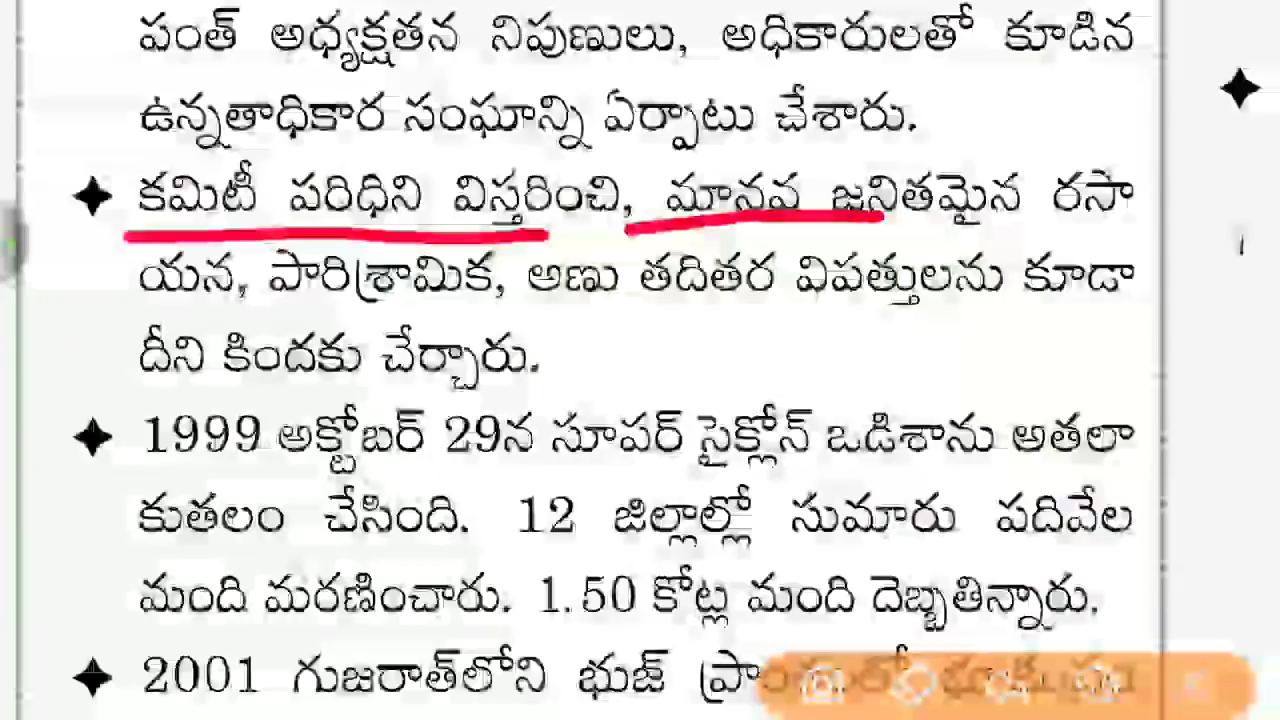 పంత్ అధ్యక్షతన నిపుణులు, అధికారులతో కూడిన
ఉన్నతాధికార సంఘాన్ని ఏర్పాటు చేశారు.
✦ కమిటీ పరిధిని విస్తరించి, మానవ జనితమైన రసా
యన, పారిశ్రామిక, అణు తదితర విపత్తులను కూడా
దీని కిందకు చేర్చారు.
✦ 1999 అక్టోబర్ 29న సూపర్ సైక్లోన్ ఒడిశాను అతలా
కుతలం చేసింది. 12 జిల్లాల్లో సుమారు పదివేల
మంది మరణించారు. 1.50 కోట్ల మంది దెబ్బతిన్నారు.
✦ 2001 గుజరాత్‌లోని భుజ్